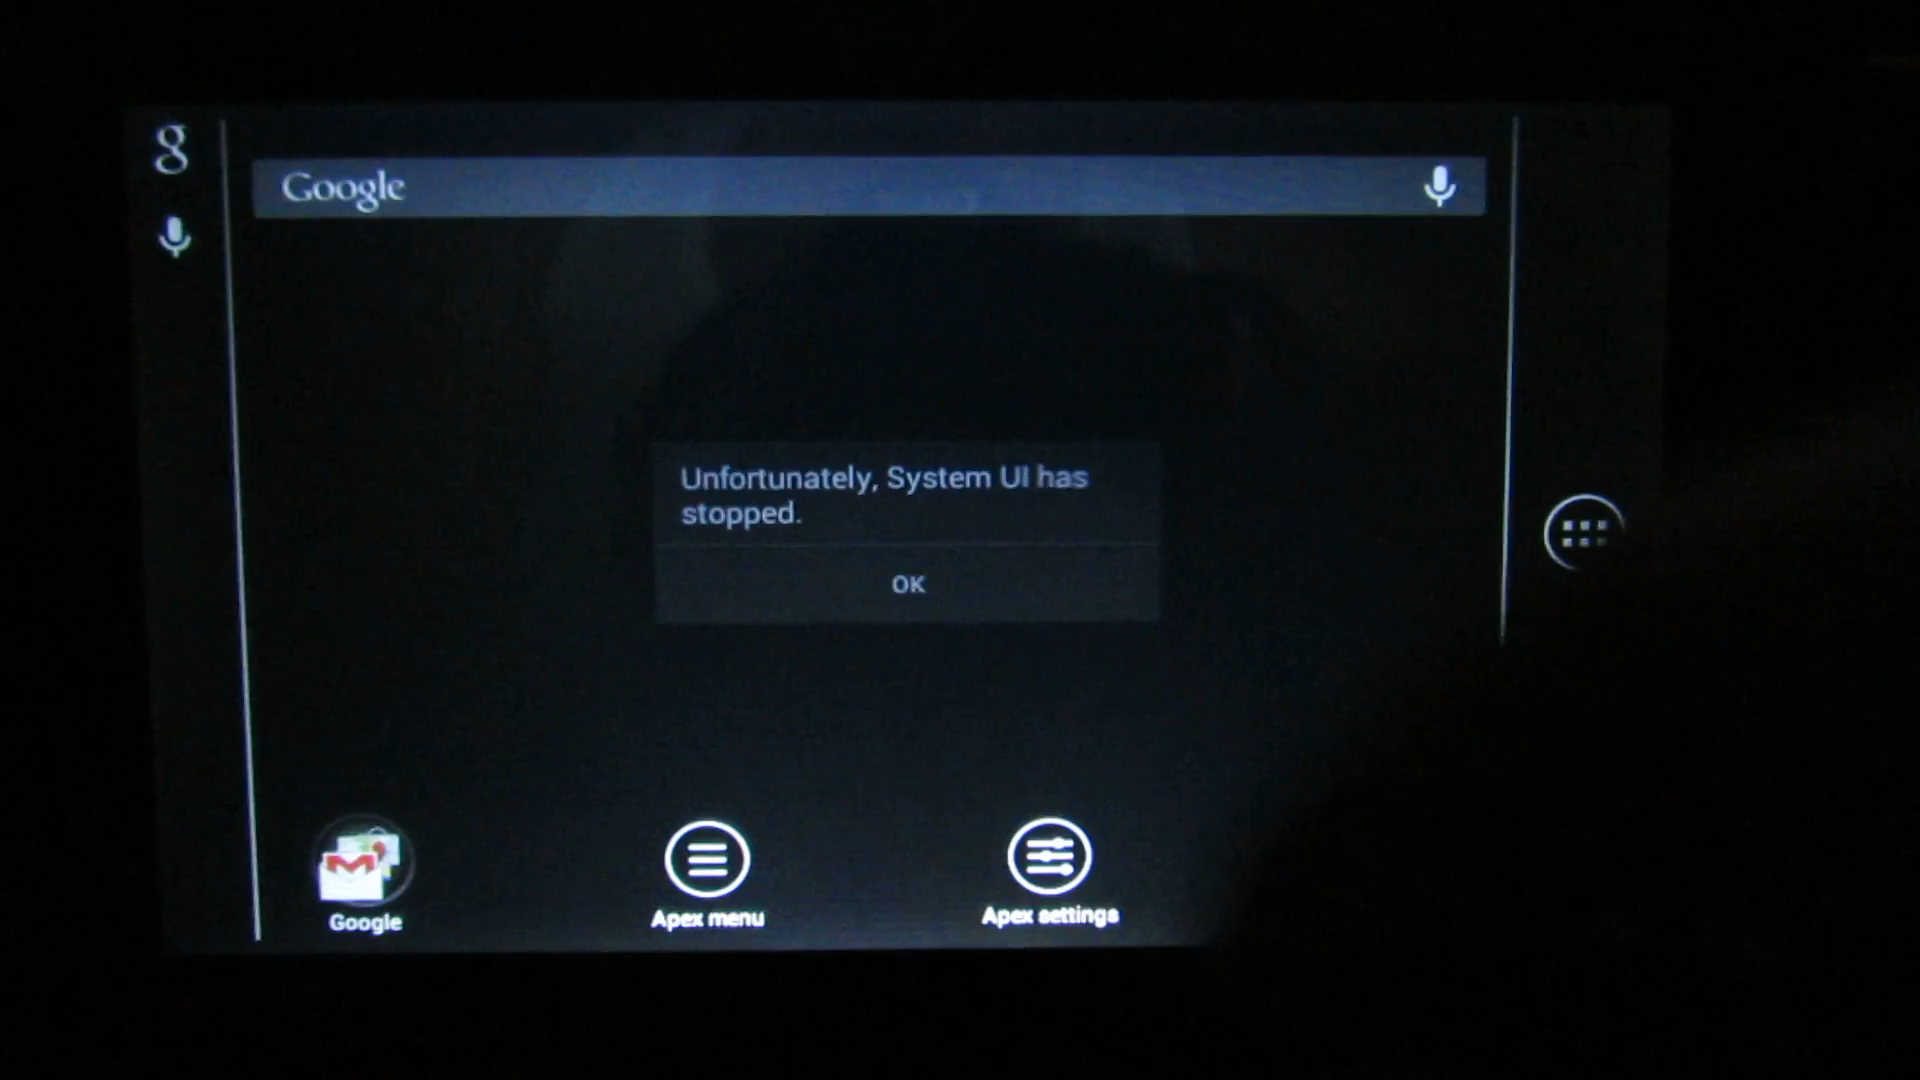 g
Google
Unfortunately, System UI has
stopped.
OK
Google
Apex menu
Apex settings